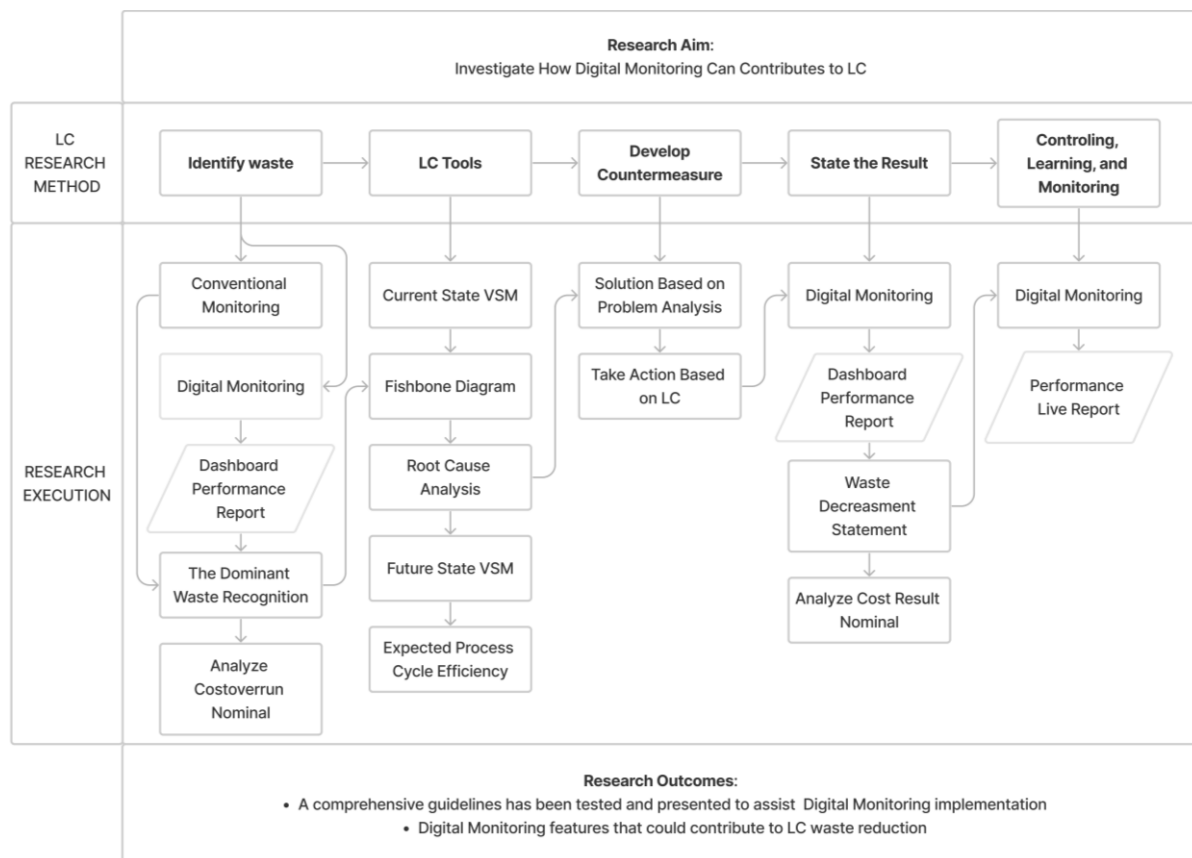 Research Aim:
Investigate How Digital Monitoring Can Contributes to LC
LC
RESEARCH
METHOD
Identify waste
LC Tools
Develop
Countermeasure
State the Result
Controling,
Learning, and
Monitoring
RESEARCH
EXECUTION
Conventional
Monitoring
Digital Monitoring
Dashboard
Performance
Report
The Dominant
Waste Recognition
Analyze
Costoverrun
Nominal
Current State VSM
Fishbone Diagram
Root Cause
Analysis
Future State VSM
Expected Process
Cycle Efficiency
Solution Based on
Problem Analysis
Take Action Based
on LC
Digital Monitoring
Dashboard
Performance
Report
Waste
Decreasment
Statement
Analyze Cost Result
Nominal
Digital Monitoring
Performance
Live Report
Research Outcomes:
• A comprehensive guidelines has been tested and presented to assist Digital Monitoring implementation
• Digital Monitoring features that could contribute to LC waste reduction